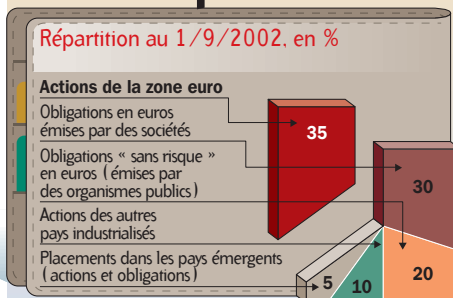 Répartition au 1/9/2002, en %
Actions de la zone euro
Obligations en euros
émises par des sociétés
Obligations « sans risque »
en euros (émises par
des organismes publics)
Actions des autres
pays industrialisés
Placements dans les pays émergents
(actions et obligations)
35
30
20
10
5